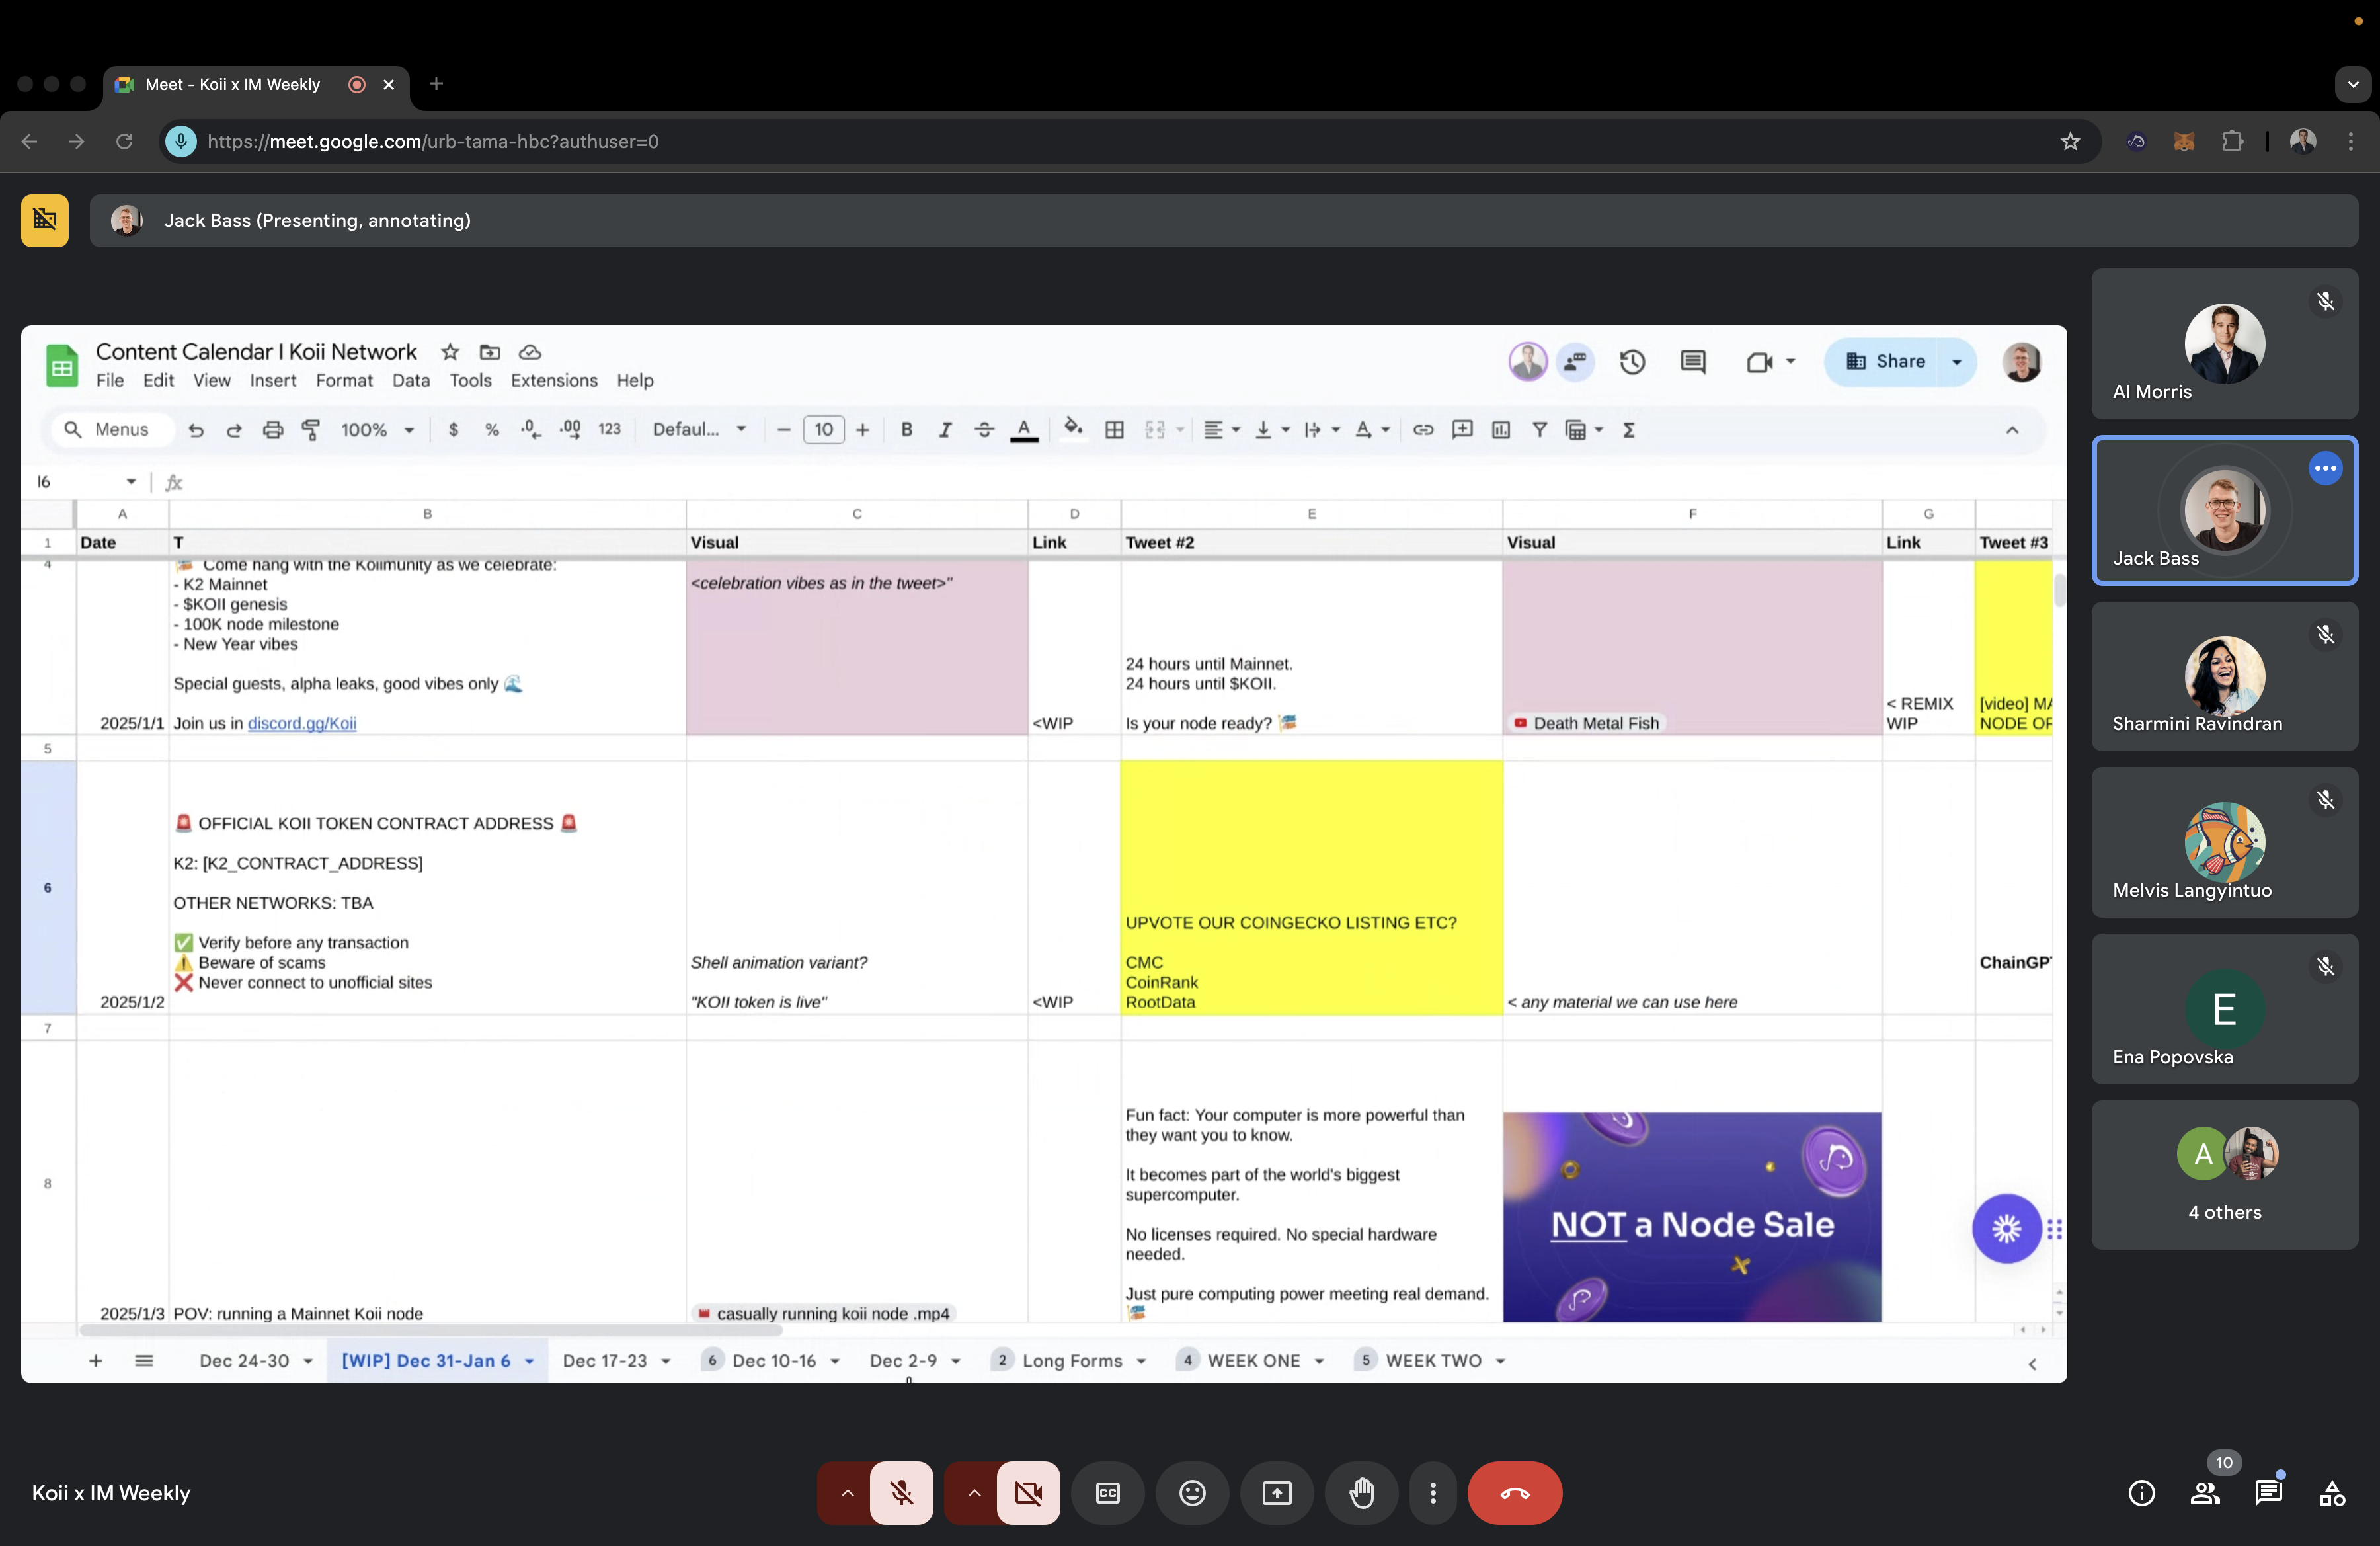 Meet - Koii x IM Weekly
https://meet.google.com/urb-tama-hbc?authuser=0
Jack Bass (Presenting, annotating)
Content Calendar I Koii Network
File Edit View Insert Format Data Tools Extensions Help
Share
Menus 100% $ % .0 .00 123 Defaul... 10 B I A A Σ
I6 fx
A B C D E F G
1 Date T Visual Link Tweet #2 Visual Link Tweet #3
4
Come hang with the Koiimunity as we celebrate:
- K2 Mainnet
- $KOII genesis
- 100K node milestone
- New Year vibes
Special guests, alpha leaks, good vibes only 🌊
2025/1/1 Join us in discord.gg/Koii
<celebration vibes as in the tweet>"
<WIP
24 hours until Mainnet.
24 hours until $KOII.
Is your node ready?
Death Metal Fish
< REMIX
WIP
[video] MA
NODE OF
5
6
🚨 OFFICIAL KOII TOKEN CONTRACT ADDRESS 🚨
K2: [K2_CONTRACT_ADDRESS]
OTHER NETWORKS: TBA
✅ Verify before any transaction
⚠️ Beware of scams
❌ Never connect to unofficial sites
2025/1/2
Shell animation variant?
"KOII token is live"
<WIP
UPVOTE OUR COINGECKO LISTING ETC?
CMC
CoinRank
RootData
< any material we can use here
ChainGP
7
8
2025/1/3 POV: running a Mainnet Koii node
casually running koii node .mp4
Fun fact: Your computer is more powerful than
they want you to know.
It becomes part of the world's biggest
supercomputer.
No licenses required. No special hardware
needed.
Just pure computing power meeting real demand.
NOT a Node Sale
Dec 24-30 [WIP] Dec 31-Jan 6 Dec 17-23 6 Dec 10-16 Dec 2-9 2 Long Forms 4 WEEK ONE 5 WEEK TWO
Al Morris
Jack Bass
Sharmini Ravindran
Melvis Langyintuo
E
Ena Popovska
A
4 others
Koii x IM Weekly
CC
10